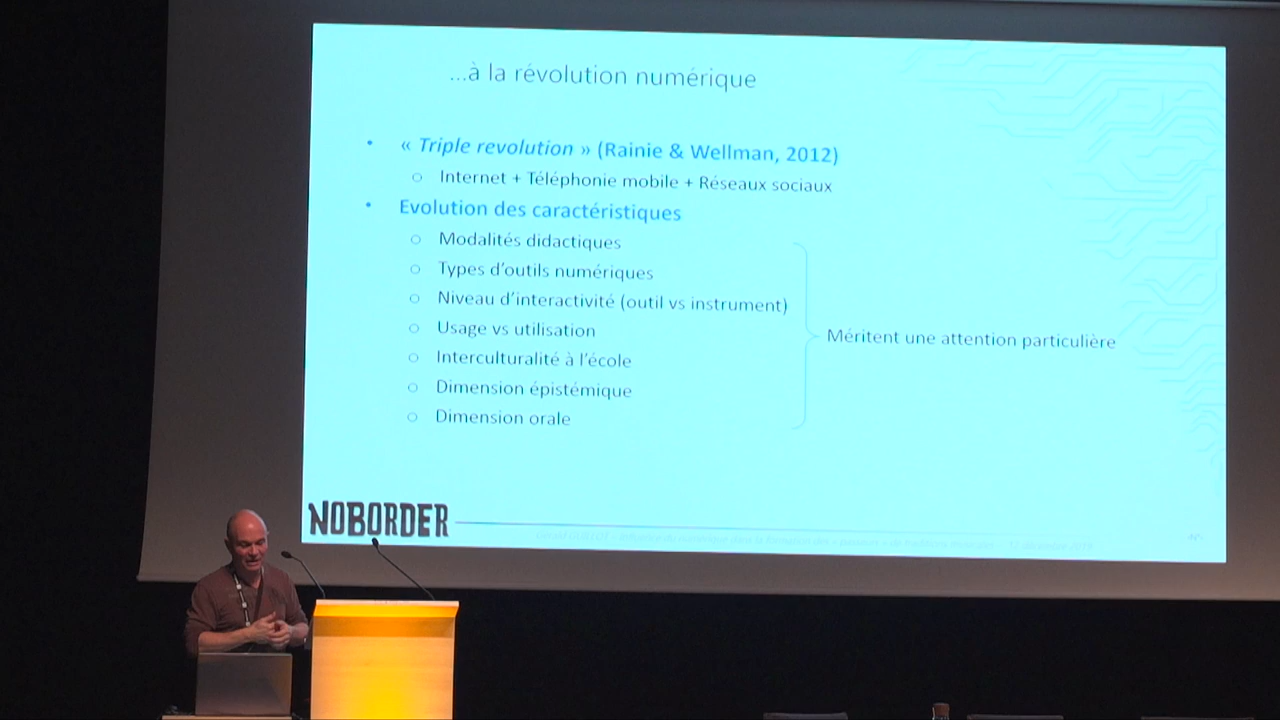 ...à la révolution numérique
• « Triple revolution » (Rainie & Wellman, 2012)
○ Internet + Téléphonie mobile + Réseaux sociaux
• Evolution des caractéristiques
○ Modalités didactiques
○ Types d'outils numériques
○ Niveau d'interactivité (outil vs instrument)
○ Usage vs utilisation
○ Interculturalité à l'école
○ Dimension épistémique
○ Dimension orale
Méritent une attention particulière
NOBORDER